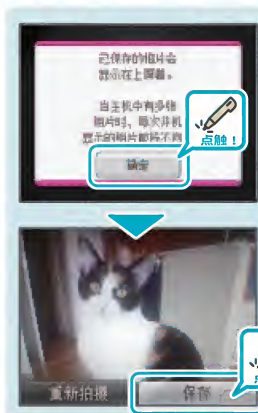 已保存的相片会
显示在上屏幕。
当主机中有多张
相片时，每次开机
显示的相片都将不同
点触！
确定
重新拍摄
保存